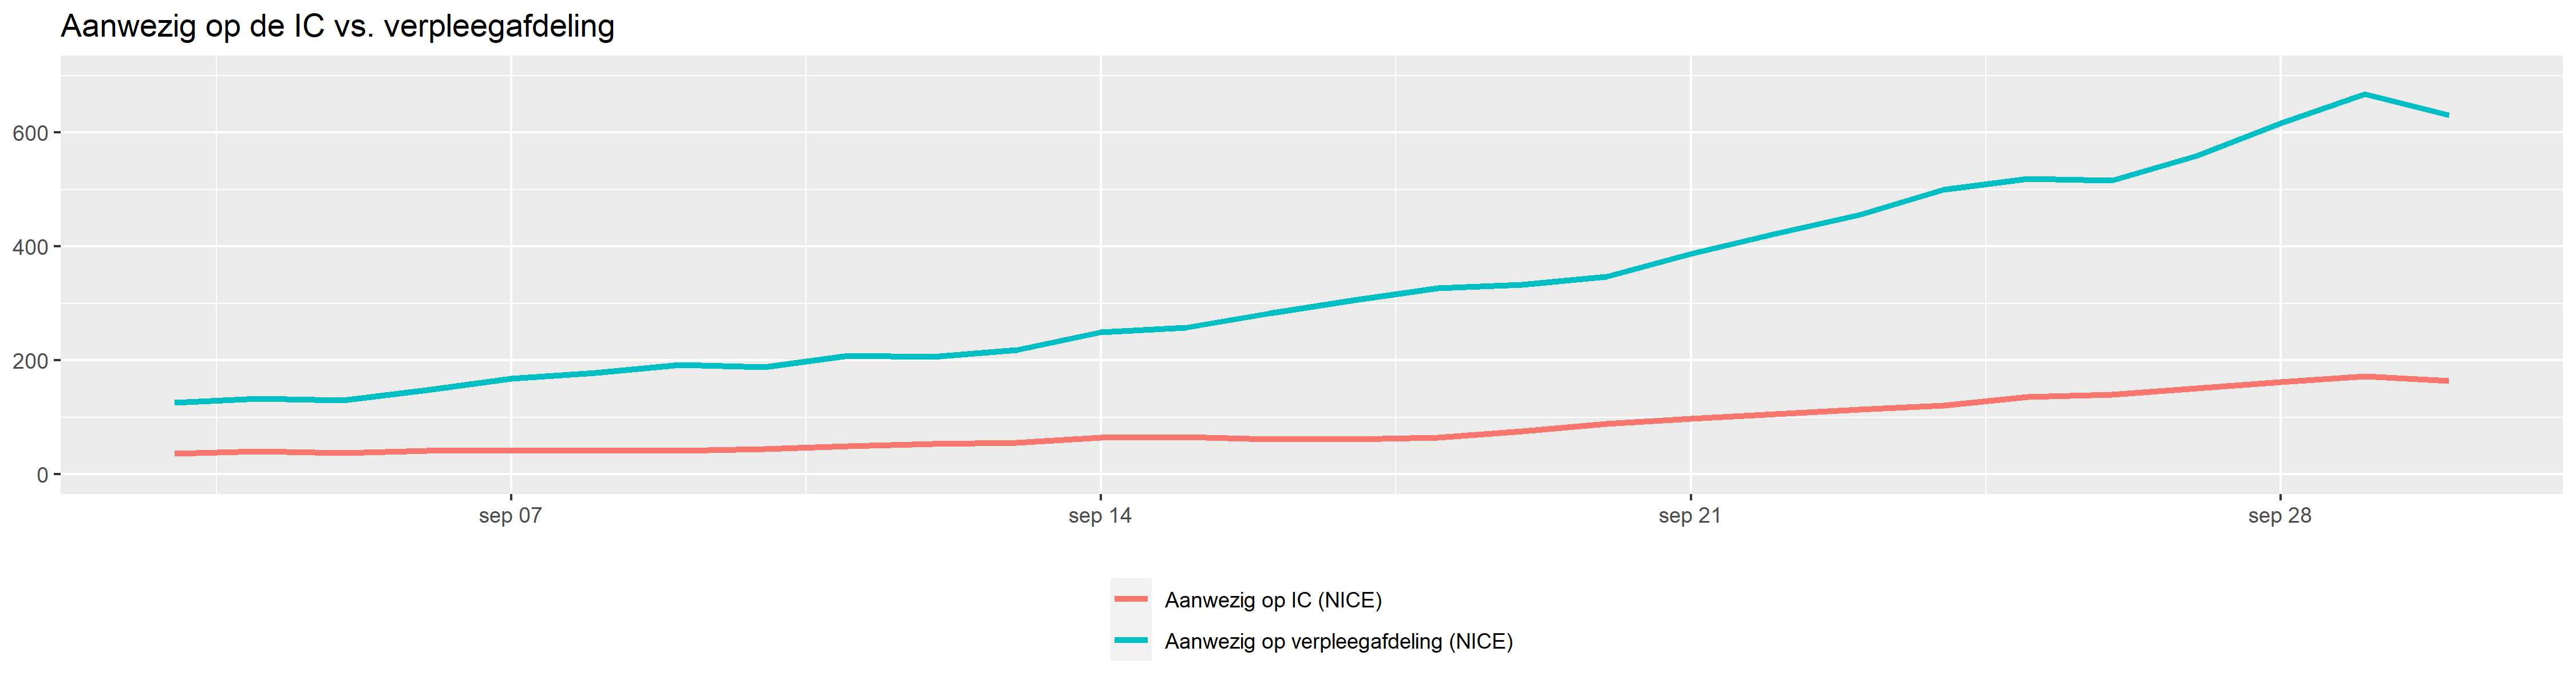 Aanwezig op de IC vs. verpleegafdeling
600
400
200
0
sep 07 sep 14 sep 21 sep 28
Aanwezig op IC (NICE)
Aanwezig op verpleegafdeling (NICE)